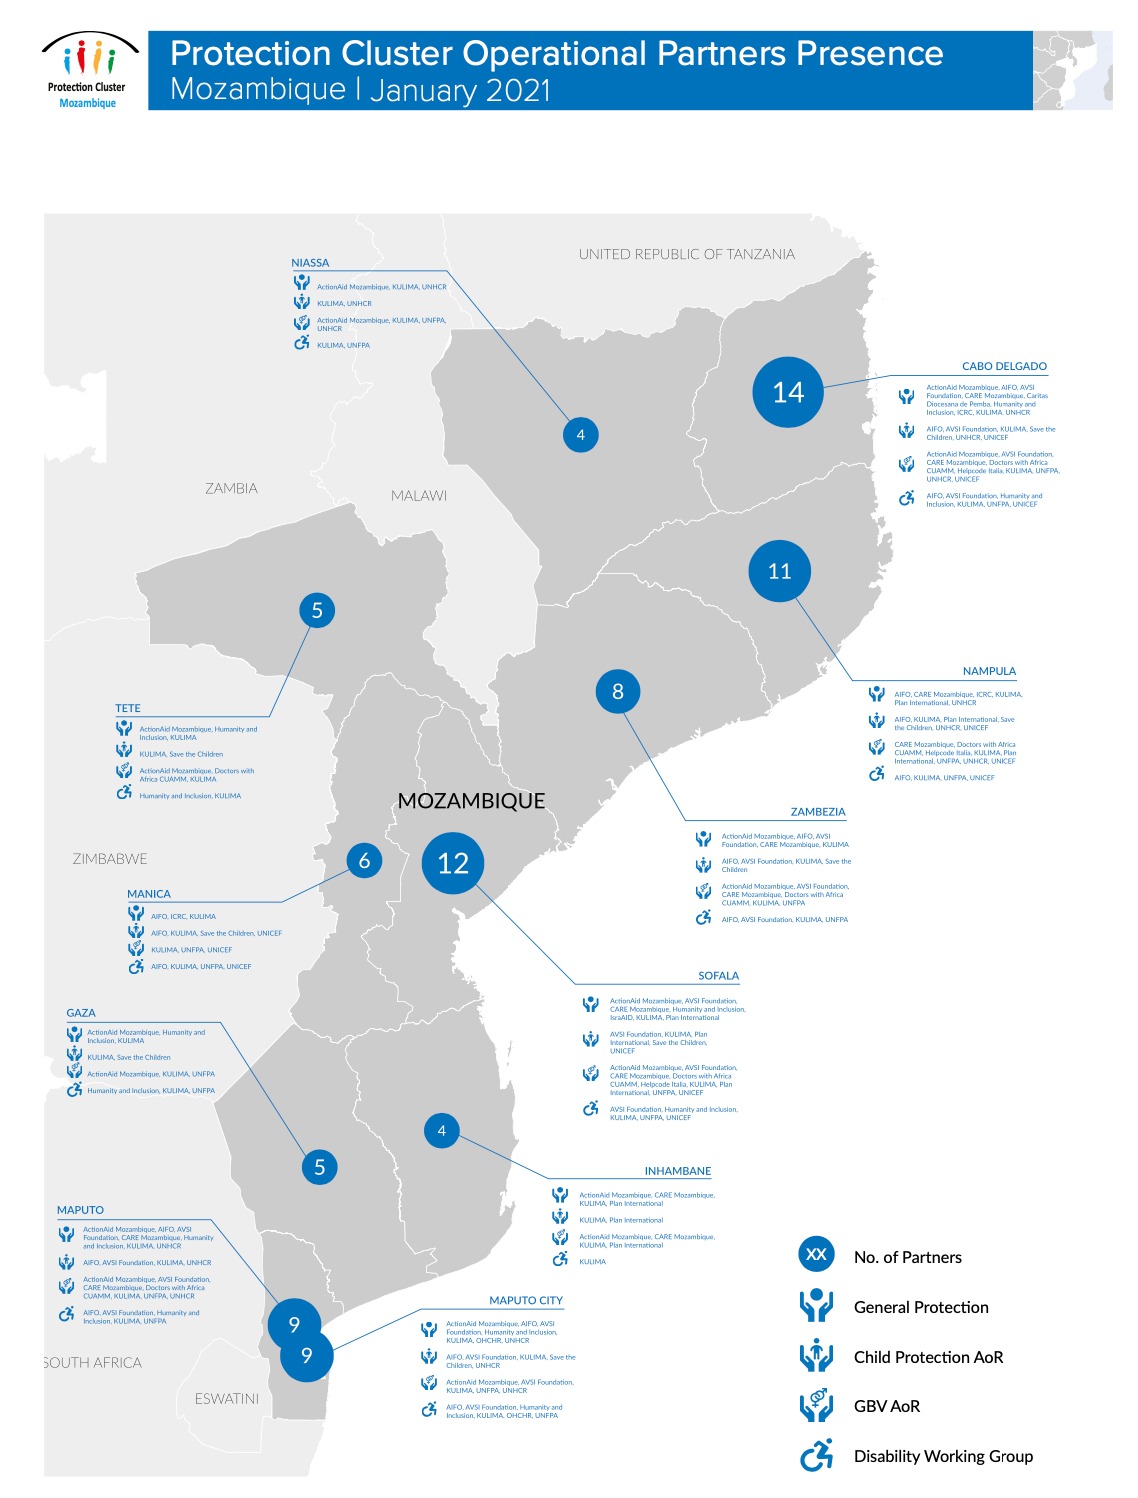 Protection Cluster Operational Partners Presence
Mozambique | January 2021
Protection Cluster
Mozambique
UNITED REPUBLIC OF TANZANIA
NIASSA
ActionAid Mozambique, KULIMA, UNHCR
KULIMA, UNHCR
ActionAid Mozambique, KULIMA, UNFPA,
UNHCR
KULIMA, UNFPA
4
14
CABO DELGADO
ActionAid Mozambique, AIFO, AVSI
Foundation, CARE Mozambique, Caritas
Diocesana de Pemba, Humanity and
Inclusion, ICRC, KULIMA, UNHCR
AIFO, AVSI Foundation, KULIMA, Save the
Children, UNHCR, UNICEF
ActionAid Mozambique, AVSI Foundation,
CARE Mozambique, Doctors with Africa
CUAMM, Helpcode Italia, KULIMA, UNFPA,
UNHCR, UNICEF
AIFO, AVSI Foundation, Humanity and
Inclusion, KULIMA, UNFPA, UNICEF
ZAMBIA
MALAWI
11
NAMPULA
AIFO, CARE Mozambique, ICRC, KULIMA,
Plan International, UNHCR
AIFO, KULIMA, Plan International, Save
the Children, UNHCR, UNICEF
CARE Mozambique, Doctors with Africa
CUAMM, Helpcode Italia, KULIMA, Plan
International, UNFPA, UNHCR, UNICEF
AIFO, KULIMA, UNFPA, UNICEF
5
TETE
ActionAid Mozambique, Humanity and
Inclusion, KULIMA
KULIMA, Save the Children
ActionAid Mozambique, Doctors with
Africa CUAMM, KULIMA
Humanity and Inclusion, KULIMA
8
ZAMBEZIA
ActionAid Mozambique, AIFO, AVSI
Foundation, CARE Mozambique, KULIMA
AIFO, AVSI Foundation, KULIMA, Save the
Children
ActionAid Mozambique, AVSI Foundation,
CARE Mozambique, Doctors with Africa
CUAMM, KULIMA, UNFPA
AIFO, AVSI Foundation, KULIMA, UNFPA
MOZAMBIQUE
ZIMBABWE
6
MANICA
AIFO, ICRC, KULIMA
AIFO, KULIMA, Save the Children, UNICEF
KULIMA, UNFPA, UNICEF
AIFO, KULIMA, UNFPA, UNICEF
12
SOFALA
ActionAid Mozambique, AVSI Foundation,
CARE Mozambique, Humanity and Inclusion,
IsraAID, KULIMA, Plan International
AVSI Foundation, KULIMA, Plan
International, Save the Children,
UNICEF
ActionAid Mozambique, AVSI Foundation,
CARE Mozambique, Doctors with Africa
CUAMM, Helpcode Italia, KULIMA, Plan
International, UNFPA, UNICEF
AVSI Foundation, Humanity and Inclusion,
KULIMA, UNFPA, UNICEF
GAZA
ActionAid Mozambique, Humanity and
Inclusion, KULIMA
KULIMA, Save the Children
ActionAid Mozambique, KULIMA, UNFPA
Humanity and Inclusion, KULIMA, UNFPA
5
4
INHAMBANE
ActionAid Mozambique, CARE Mozambique,
KULIMA, Plan International
KULIMA, Plan International
ActionAid Mozambique, CARE Mozambique,
KULIMA, Plan International
KULIMA
MAPUTO
ActionAid Mozambique, AIFO, AVSI
Foundation, CARE Mozambique, Humanity
and Inclusion, KULIMA, UNHCR
AIFO, AVSI Foundation, KULIMA, UNHCR
ActionAid Mozambique, AVSI Foundation,
CARE Mozambique, Doctors with Africa
CUAMM, KULIMA, UNFPA, UNHCR
AIFO, AVSI Foundation, Humanity and
Inclusion, KULIMA, UNFPA
9
9
MAPUTO CITY
ActionAid Mozambique, AIFO, AVSI
Foundation, Humanity and Inclusion,
KULIMA, OHCHR, UNHCR
AIFO, AVSI Foundation, KULIMA, Save the
Children, UNHCR
ActionAid Mozambique, AVSI Foundation,
KULIMA, UNFPA, UNHCR
AIFO, AVSI Foundation, Humanity and
Inclusion, KULIMA, OHCHR, UNFPA
SOUTH AFRICA
ESWATINI
XX No. of Partners
General Protection
Child Protection AoR
GBV AoR
Disability Working Group